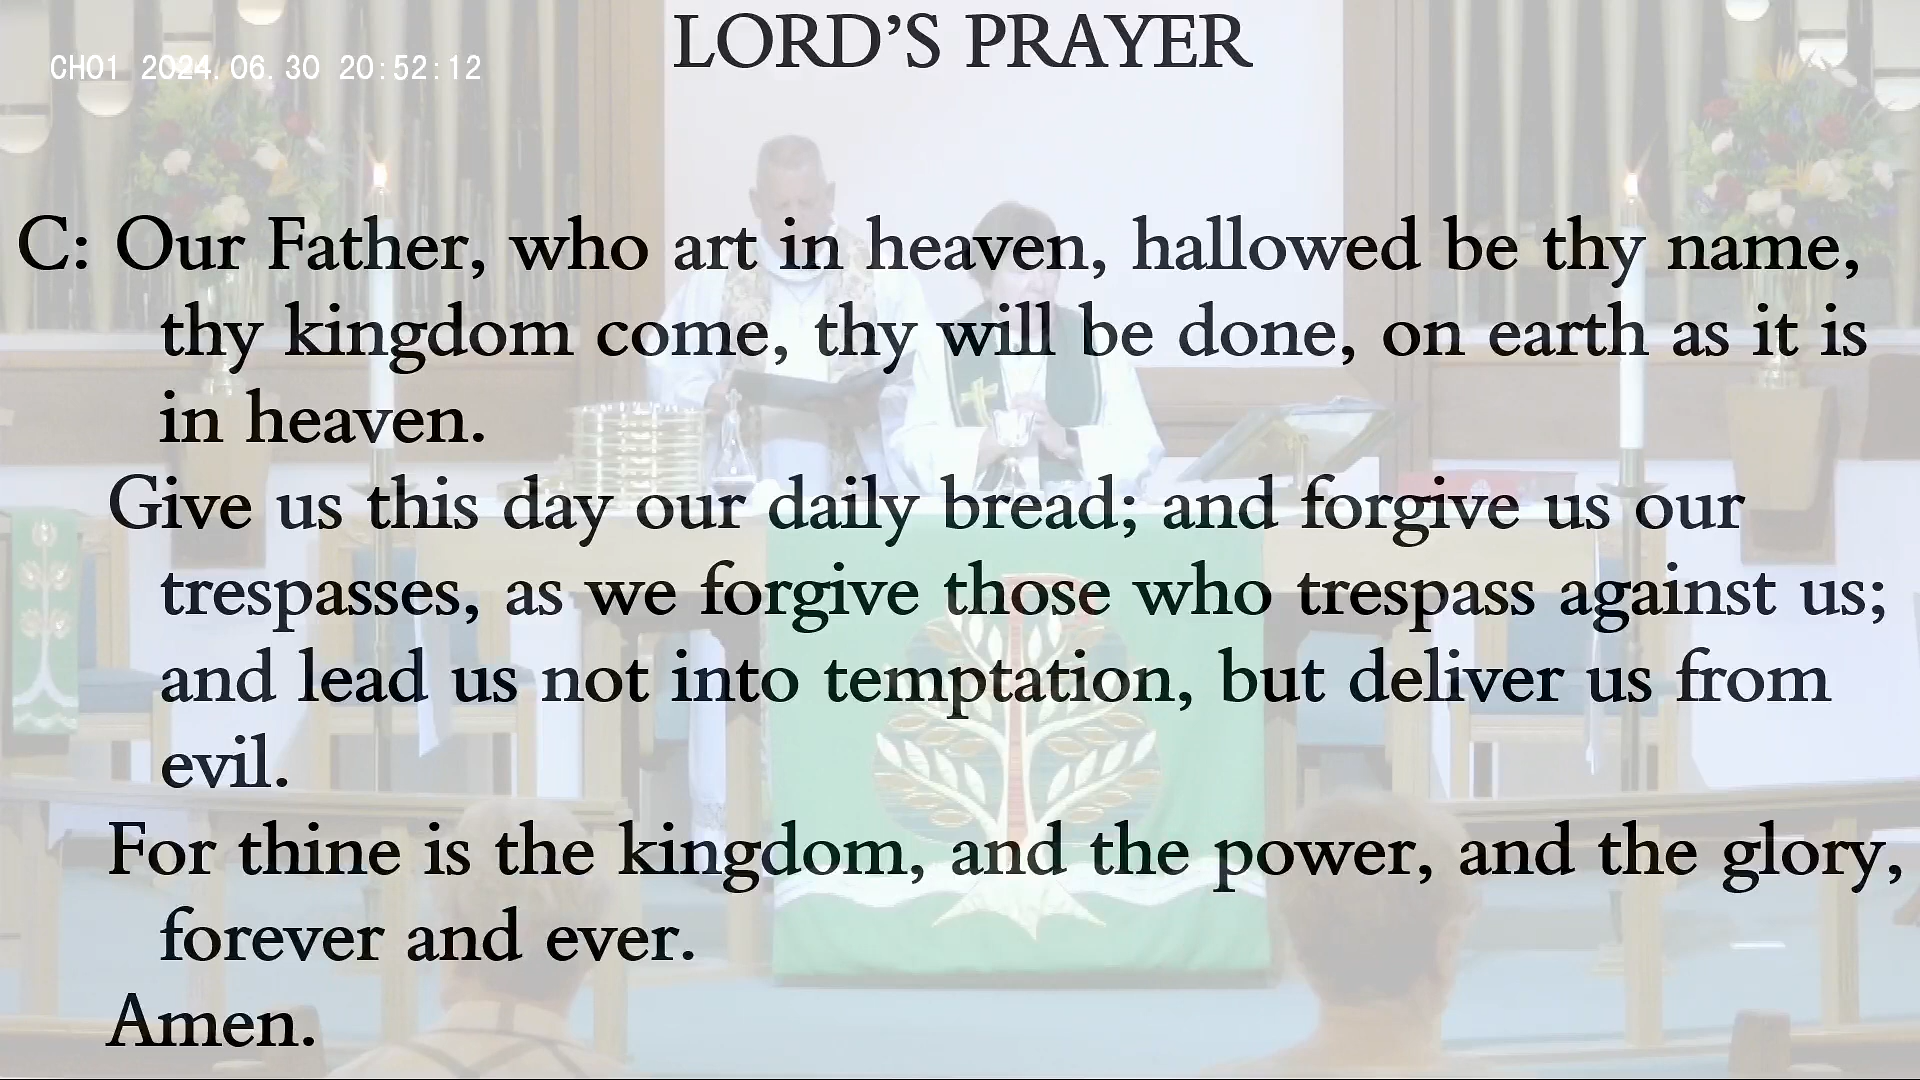 LORD’S PRAYER
CH01 2024.06.30 20:52:12
C: Our Father, who art in heaven, hallowed be thy name,
thy kingdom come, thy will be done, on earth as it is
in heaven.
Give us this day our daily bread; and forgive us our
trespasses, as we forgive those who trespass against us;
and lead us not into temptation, but deliver us from
evil.
For thine is the kingdom, and the power, and the glory,
forever and ever.
Amen.